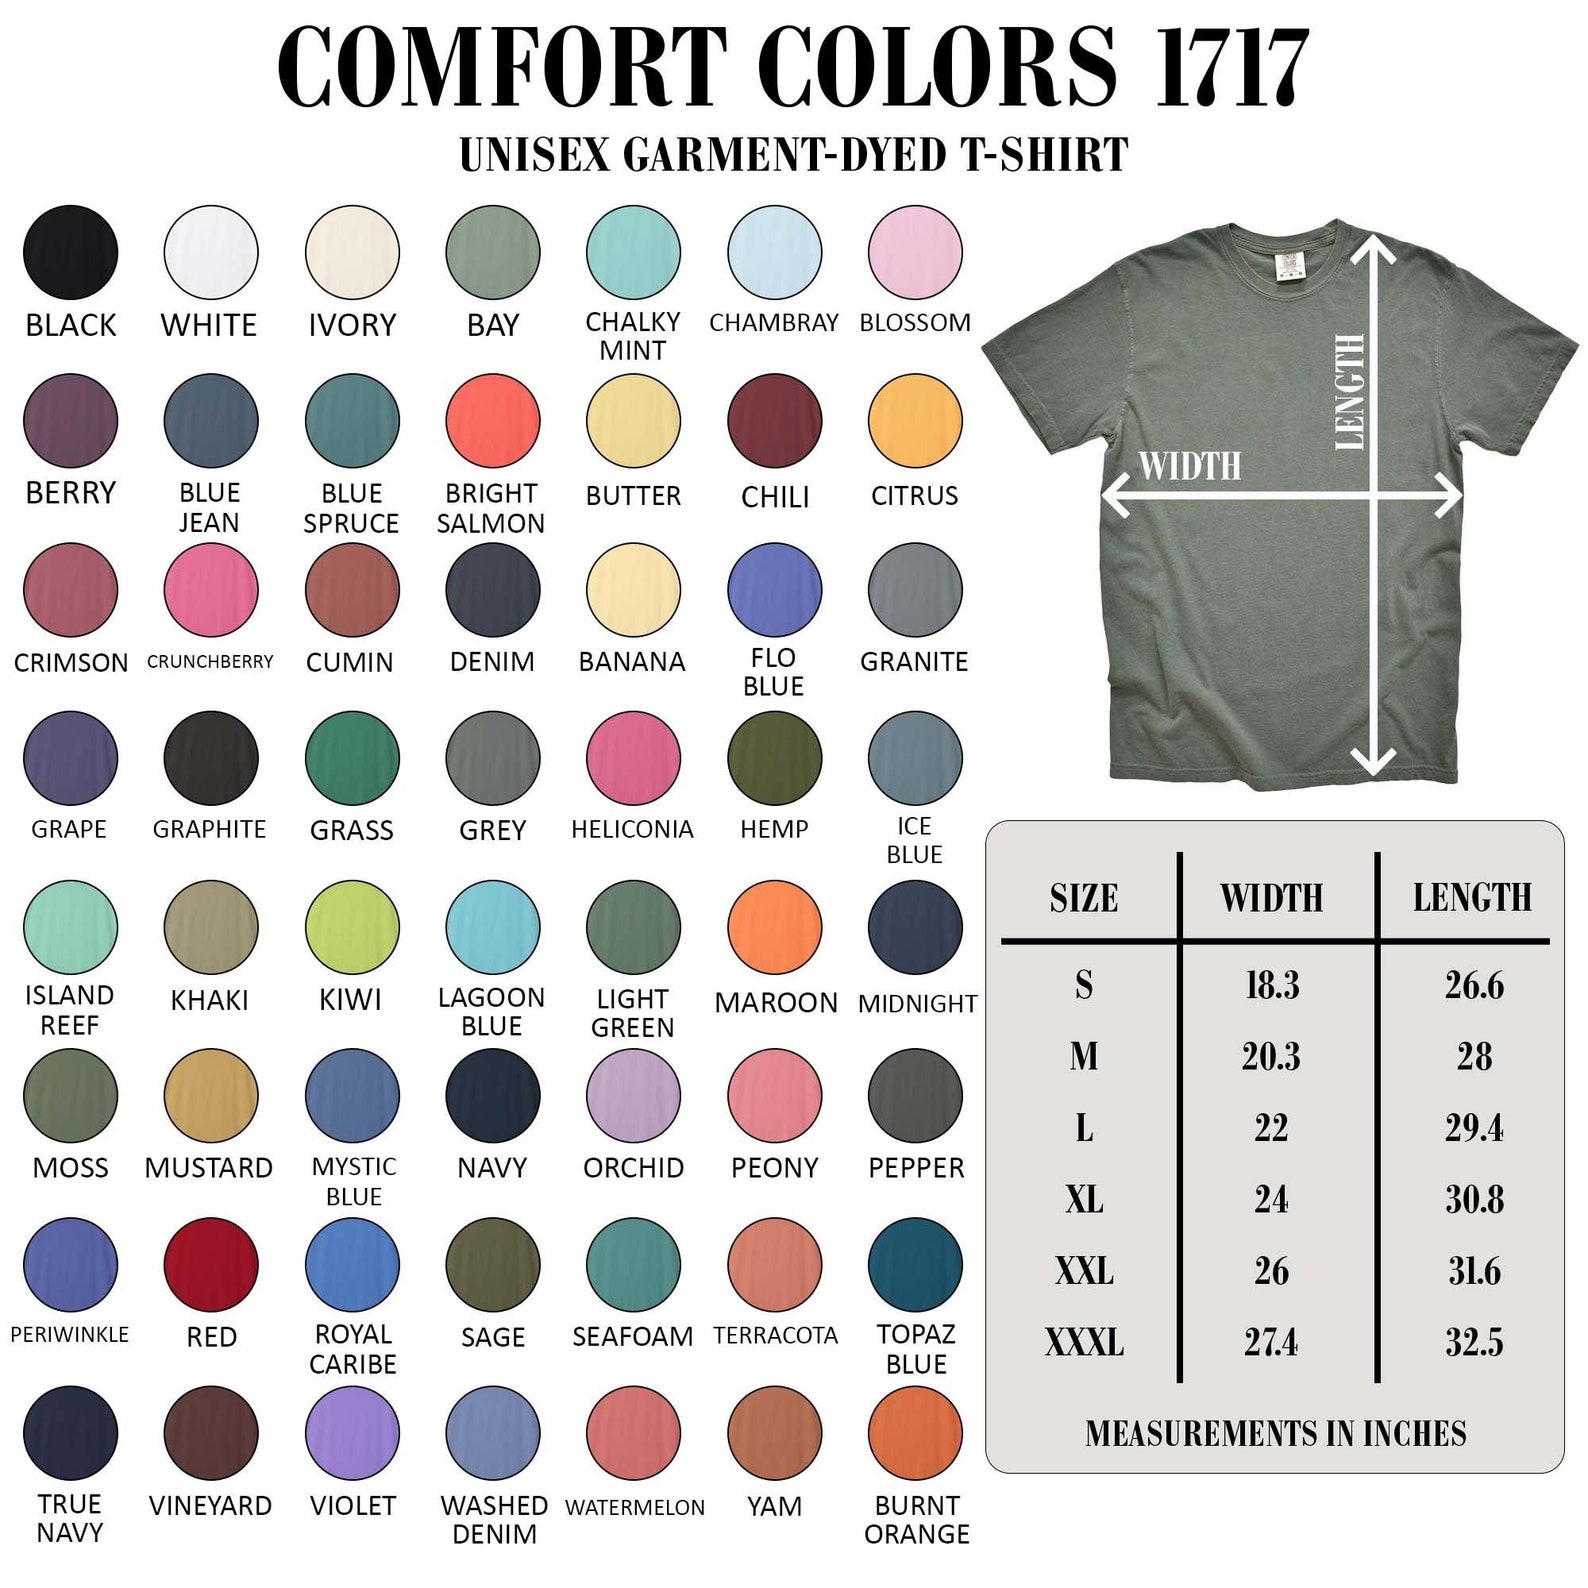 COMFORT COLORS 1717
UNISEX GARMENT-DYED T-SHIRT
BLACK
WHITE
IVORY
BAY
CHALKY
MINT
CHAMBRAY
BLOSSOM
BERRY
BLUE
JEAN
BLUE
SPRUCE
BRIGHT
SALMON
BUTTER
CHILI
CITRUS
CRIMSON
CRUNCHBERRY
CUMIN
DENIM
BANANA
FLO
BLUE
GRANITE
GRAPE
GRAPHITE
GRASS
GREY
HELICONIA
HEMP
ICE
BLUE
ISLAND
REEF
KHAKI
KIWI
LAGOON
BLUE
LIGHT
GREEN
MAROON
MIDNIGHT
MOSS
MUSTARD
MYSTIC
BLUE
NAVY
ORCHID
PEONY
PEPPER
PERIWINKLE
RED
ROYAL
CARIBE
SAGE
SEAFOAM
TERRACOTA
TOPAZ
BLUE
TRUE
NAVY
VINEYARD
VIOLET
WASHED
DENIM
WATERMELON
YAM
BURNT
ORANGE
COMFORT
COLORS
LENGTH
WIDTH
SIZE WIDTH LENGTH
S 18.3 26.6
M 20.3 28
L 22 29.4
XL 24 30.8
XXL 26 31.6
XXXL 27.4 32.5
MEASUREMENTS IN INCHES